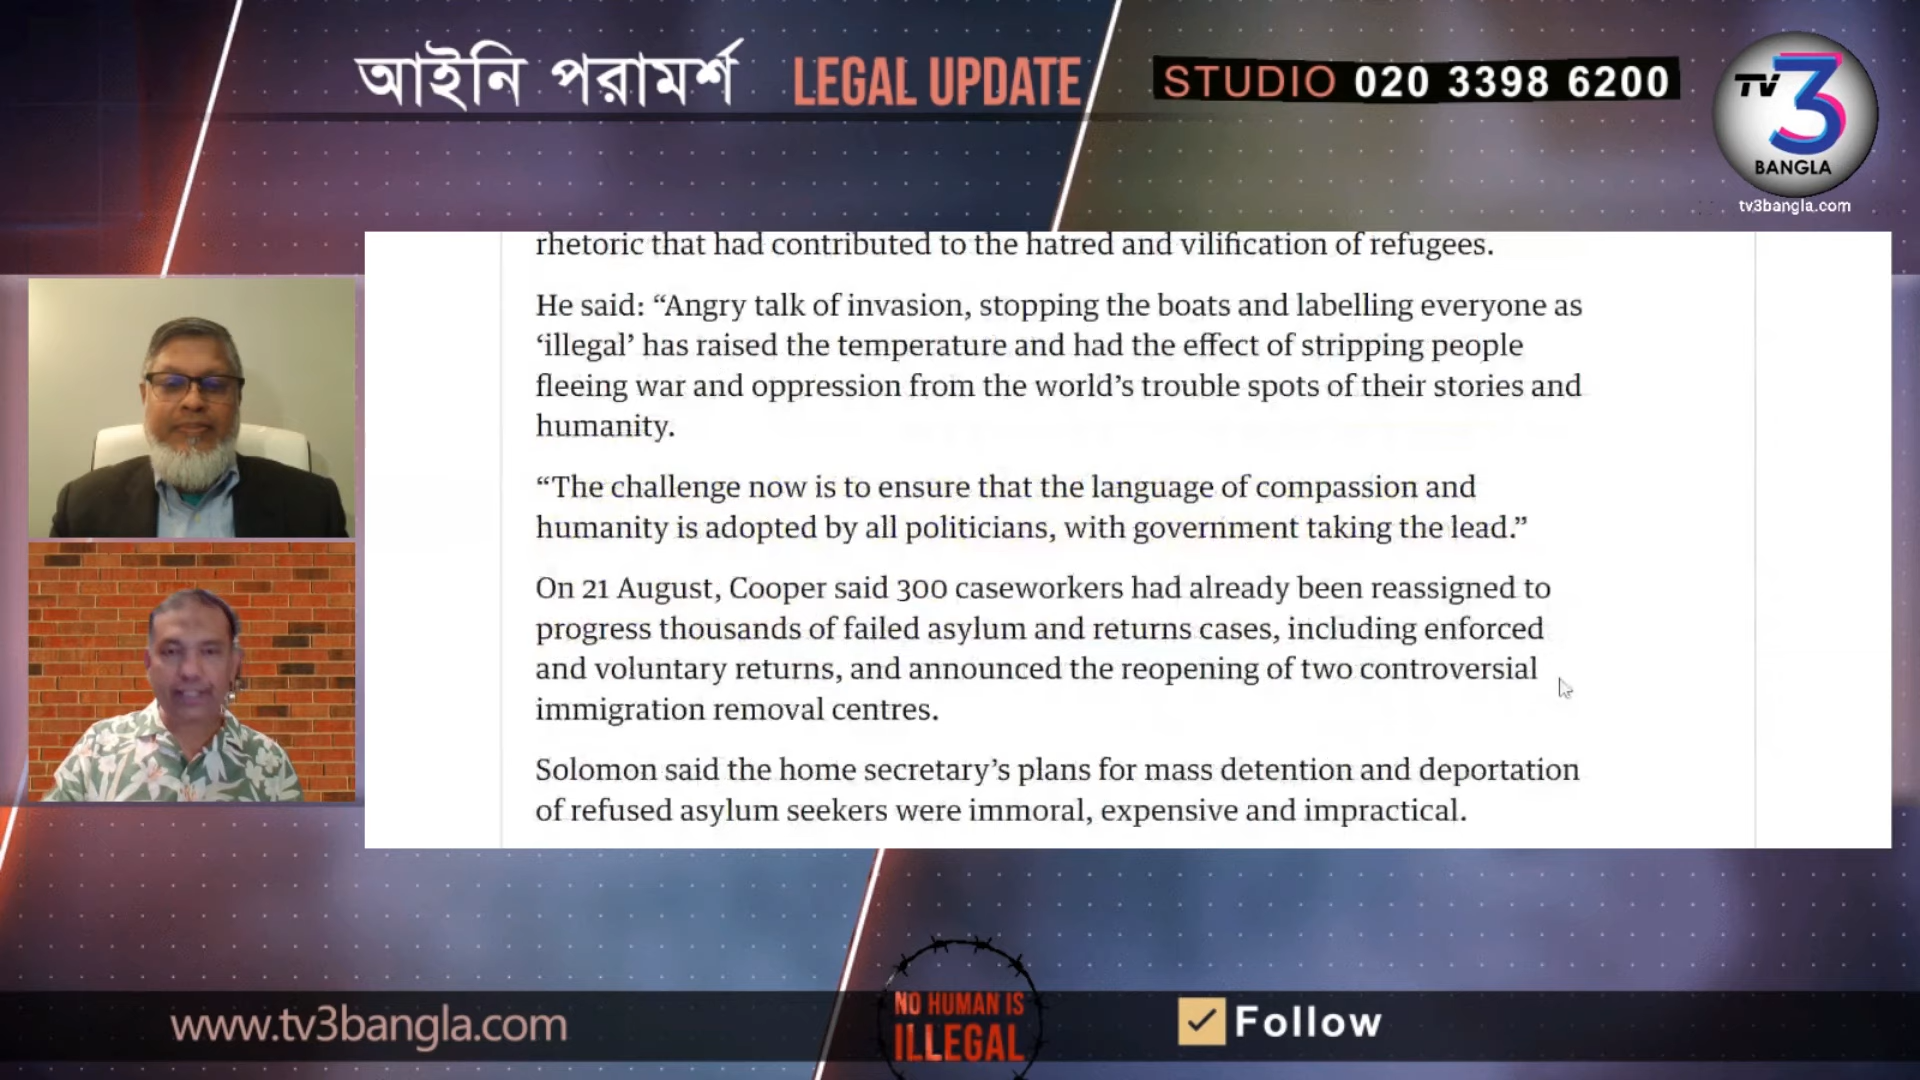 আইনি পরামর্শ LEGAL UPDATE
STUDIO 020 3398 6200
TV 3
BANGLA
tv3bangla.com
rhetoric that had contributed to the hatred and vilification of refugees.
He said: “Angry talk of invasion, stopping the boats and labelling everyone as
‘illegal’ has raised the temperature and had the effect of stripping people
fleeing war and oppression from the world’s trouble spots of their stories and
humanity.
“The challenge now is to ensure that the language of compassion and
humanity is adopted by all politicians, with government taking the lead.”
On 21 August, Cooper said 300 caseworkers had already been reassigned to
progress thousands of failed asylum and returns cases, including enforced
and voluntary returns, and announced the reopening of two controversial
immigration removal centres.
Solomon said the home secretary’s plans for mass detention and deportation
of refused asylum seekers were immoral, expensive and impractical.
www.tv3bangla.com
NO HUMAN IS
ILLEGAL
Follow